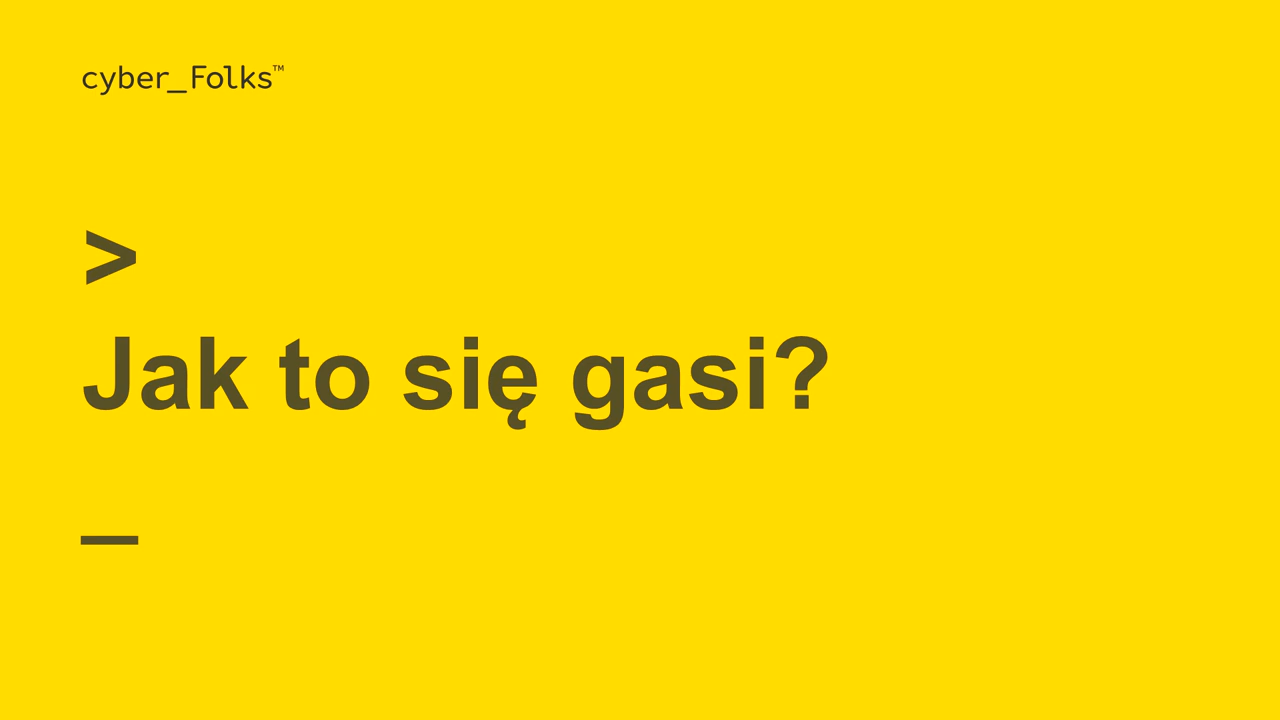 cyber_Folks™
>
Jak to się gasi?
_